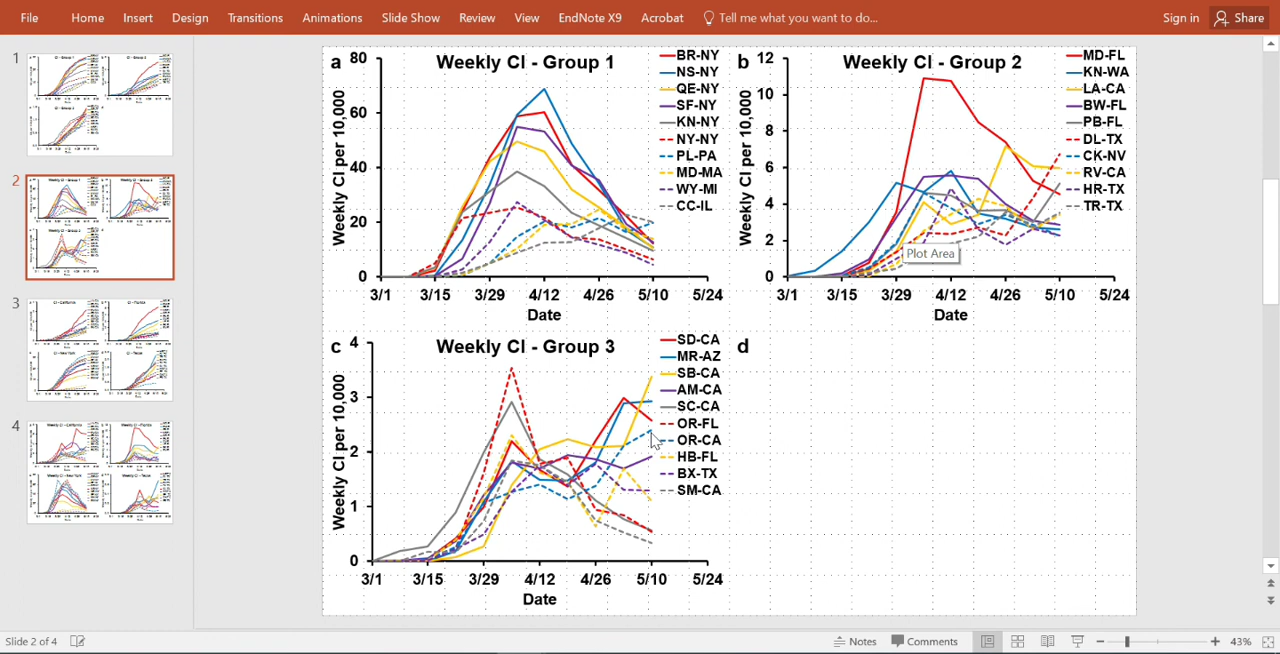 File Home Insert Design Transitions Animations Slide Show Review View EndNote X9 Acrobat Tell me what you want to do... Sign in Share
1
2
3
4
a
Weekly CI - Group 1
Weekly CI per 10,000
80
60
40
20
0
3/1 3/15 3/29 4/12 4/26 5/10 5/24
Date
BR-NY
NS-NY
QE-NY
SF-NY
KN-NY
NY-NY
PL-PA
MD-MA
WY-MI
CC-IL
b
Weekly CI - Group 2
Weekly CI per 10,000
12
10
8
6
4
2
0
3/1 3/15 3/29 4/12 4/26 5/10 5/24
Date
MD-FL
KN-WA
LA-CA
BW-FL
PB-FL
DL-TX
CK-NV
RV-CA
HR-TX
TR-TX
Plot Area
c
Weekly CI - Group 3
Weekly CI per 10,000
4
3
2
1
0
3/1 3/15 3/29 4/12 4/26 5/10 5/24
Date
SD-CA
MR-AZ
SB-CA
AM-CA
SC-CA
OR-FL
OR-CA
HB-FL
BX-TX
SM-CA
d
Slide 2 of 4 Notes Comments 43%